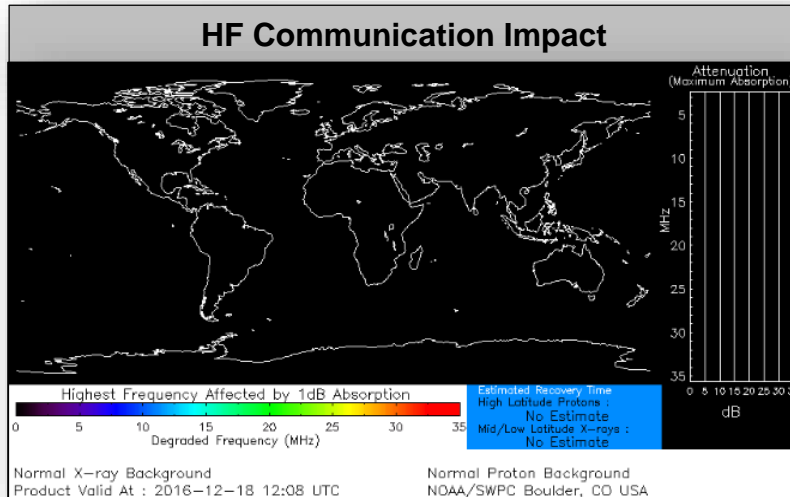 HF Communication Impact
Attenuation
(Maximum Absorption
5
10
15
20
25
30
35
MHz
0 5 10 15 20 25 30 3
dB
Highest Frequency Affected by 1dB Absorption
0 5 10 15 20 25 30 35
Degraded Frequency (MHz)
Estimated Recovery Time
High Latitude Protons :
No Estimate
Mid/Low Latitude X-rays :
No Estimate
Normal X-ray Background
Product Valid At : 2016-12-18 12:08 UTC
Normal Proton Background
NOAA/SWPC Boulder, CO USA